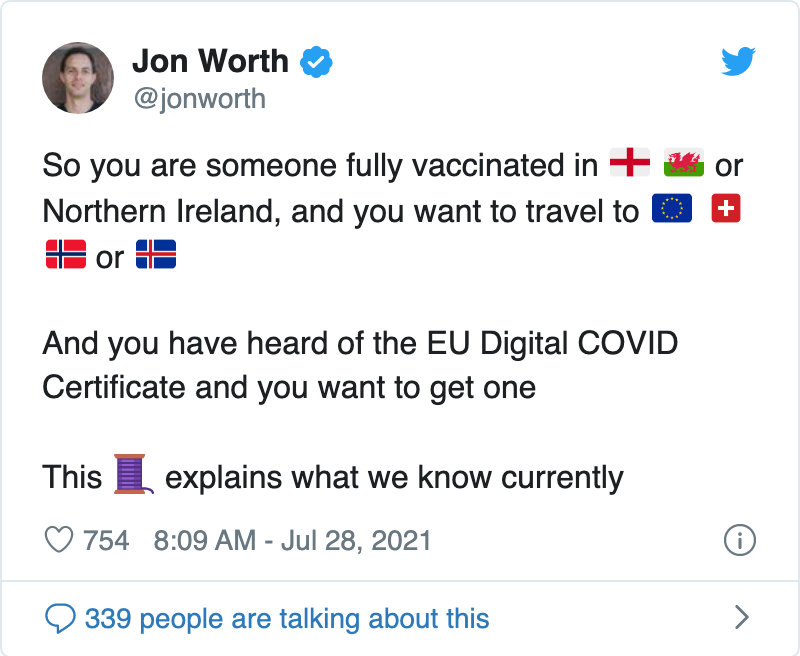 Jon Worth
@jonworth
So you are someone fully vaccinated in 🏴󠁧󠁢󠁥󠁮󠁧󠁿 🏴󠁧󠁢󠁷󠁬󠁳󠁿 or
Northern Ireland, and you want to travel to 🇪🇺 🇨🇭
🇳🇴 or 🇮🇸
And you have heard of the EU Digital COVID
Certificate and you want to get one
This 🧵 explains what we know currently
754 8:09 AM - Jul 28, 2021
339 people are talking about this